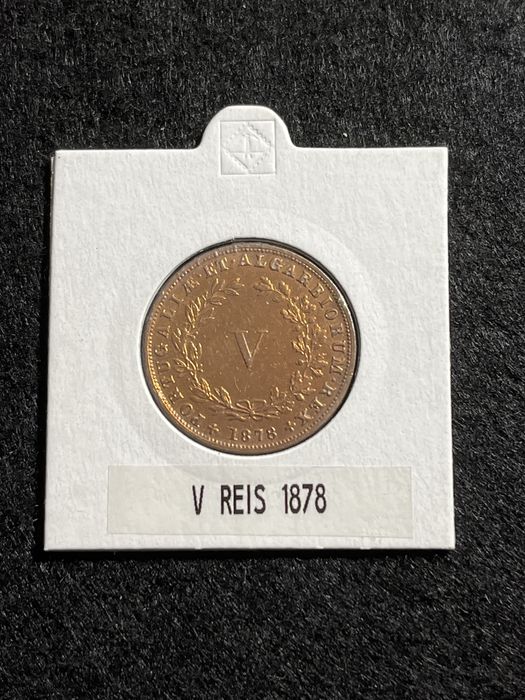 PORTUGALIÆ · ET · ALGARBIORUM · REX
V
1878
V REIS 1878